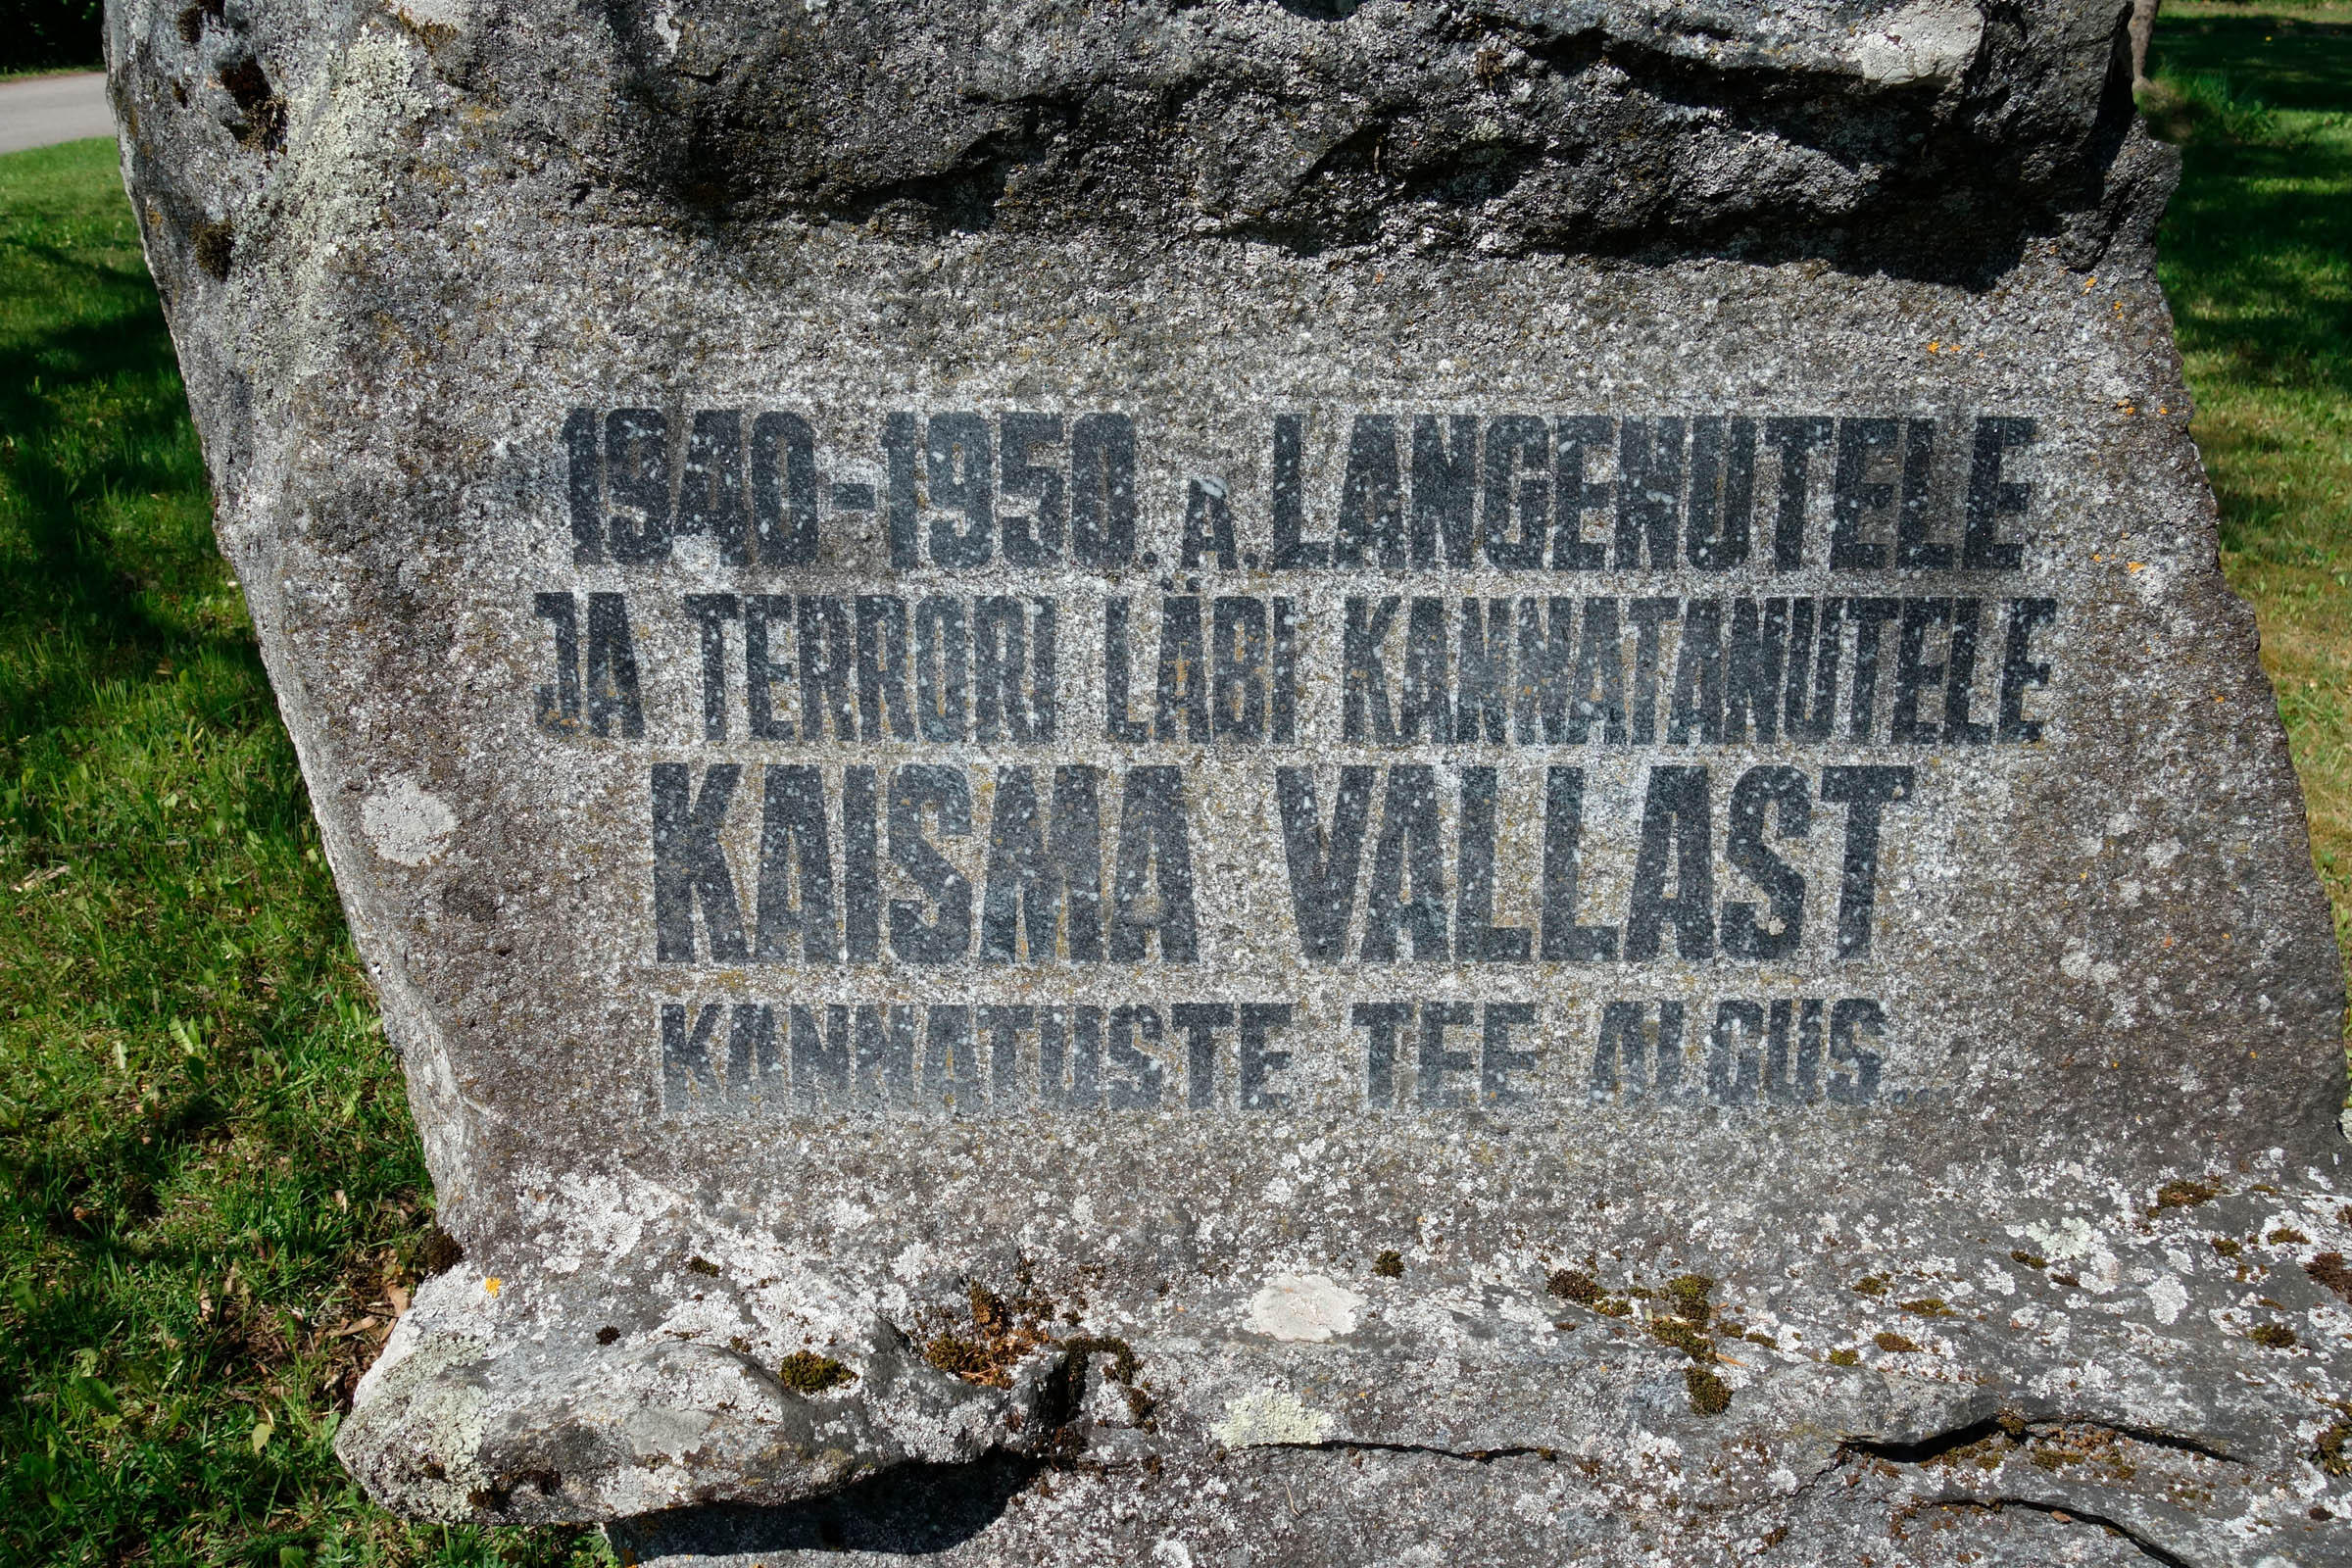 1940-1950. A. LANGENUTELE
JA TERRORI LÄBI KANNATANUTELE
KAISMA VALLAST
KANNATUSTE TEE ALGUS...